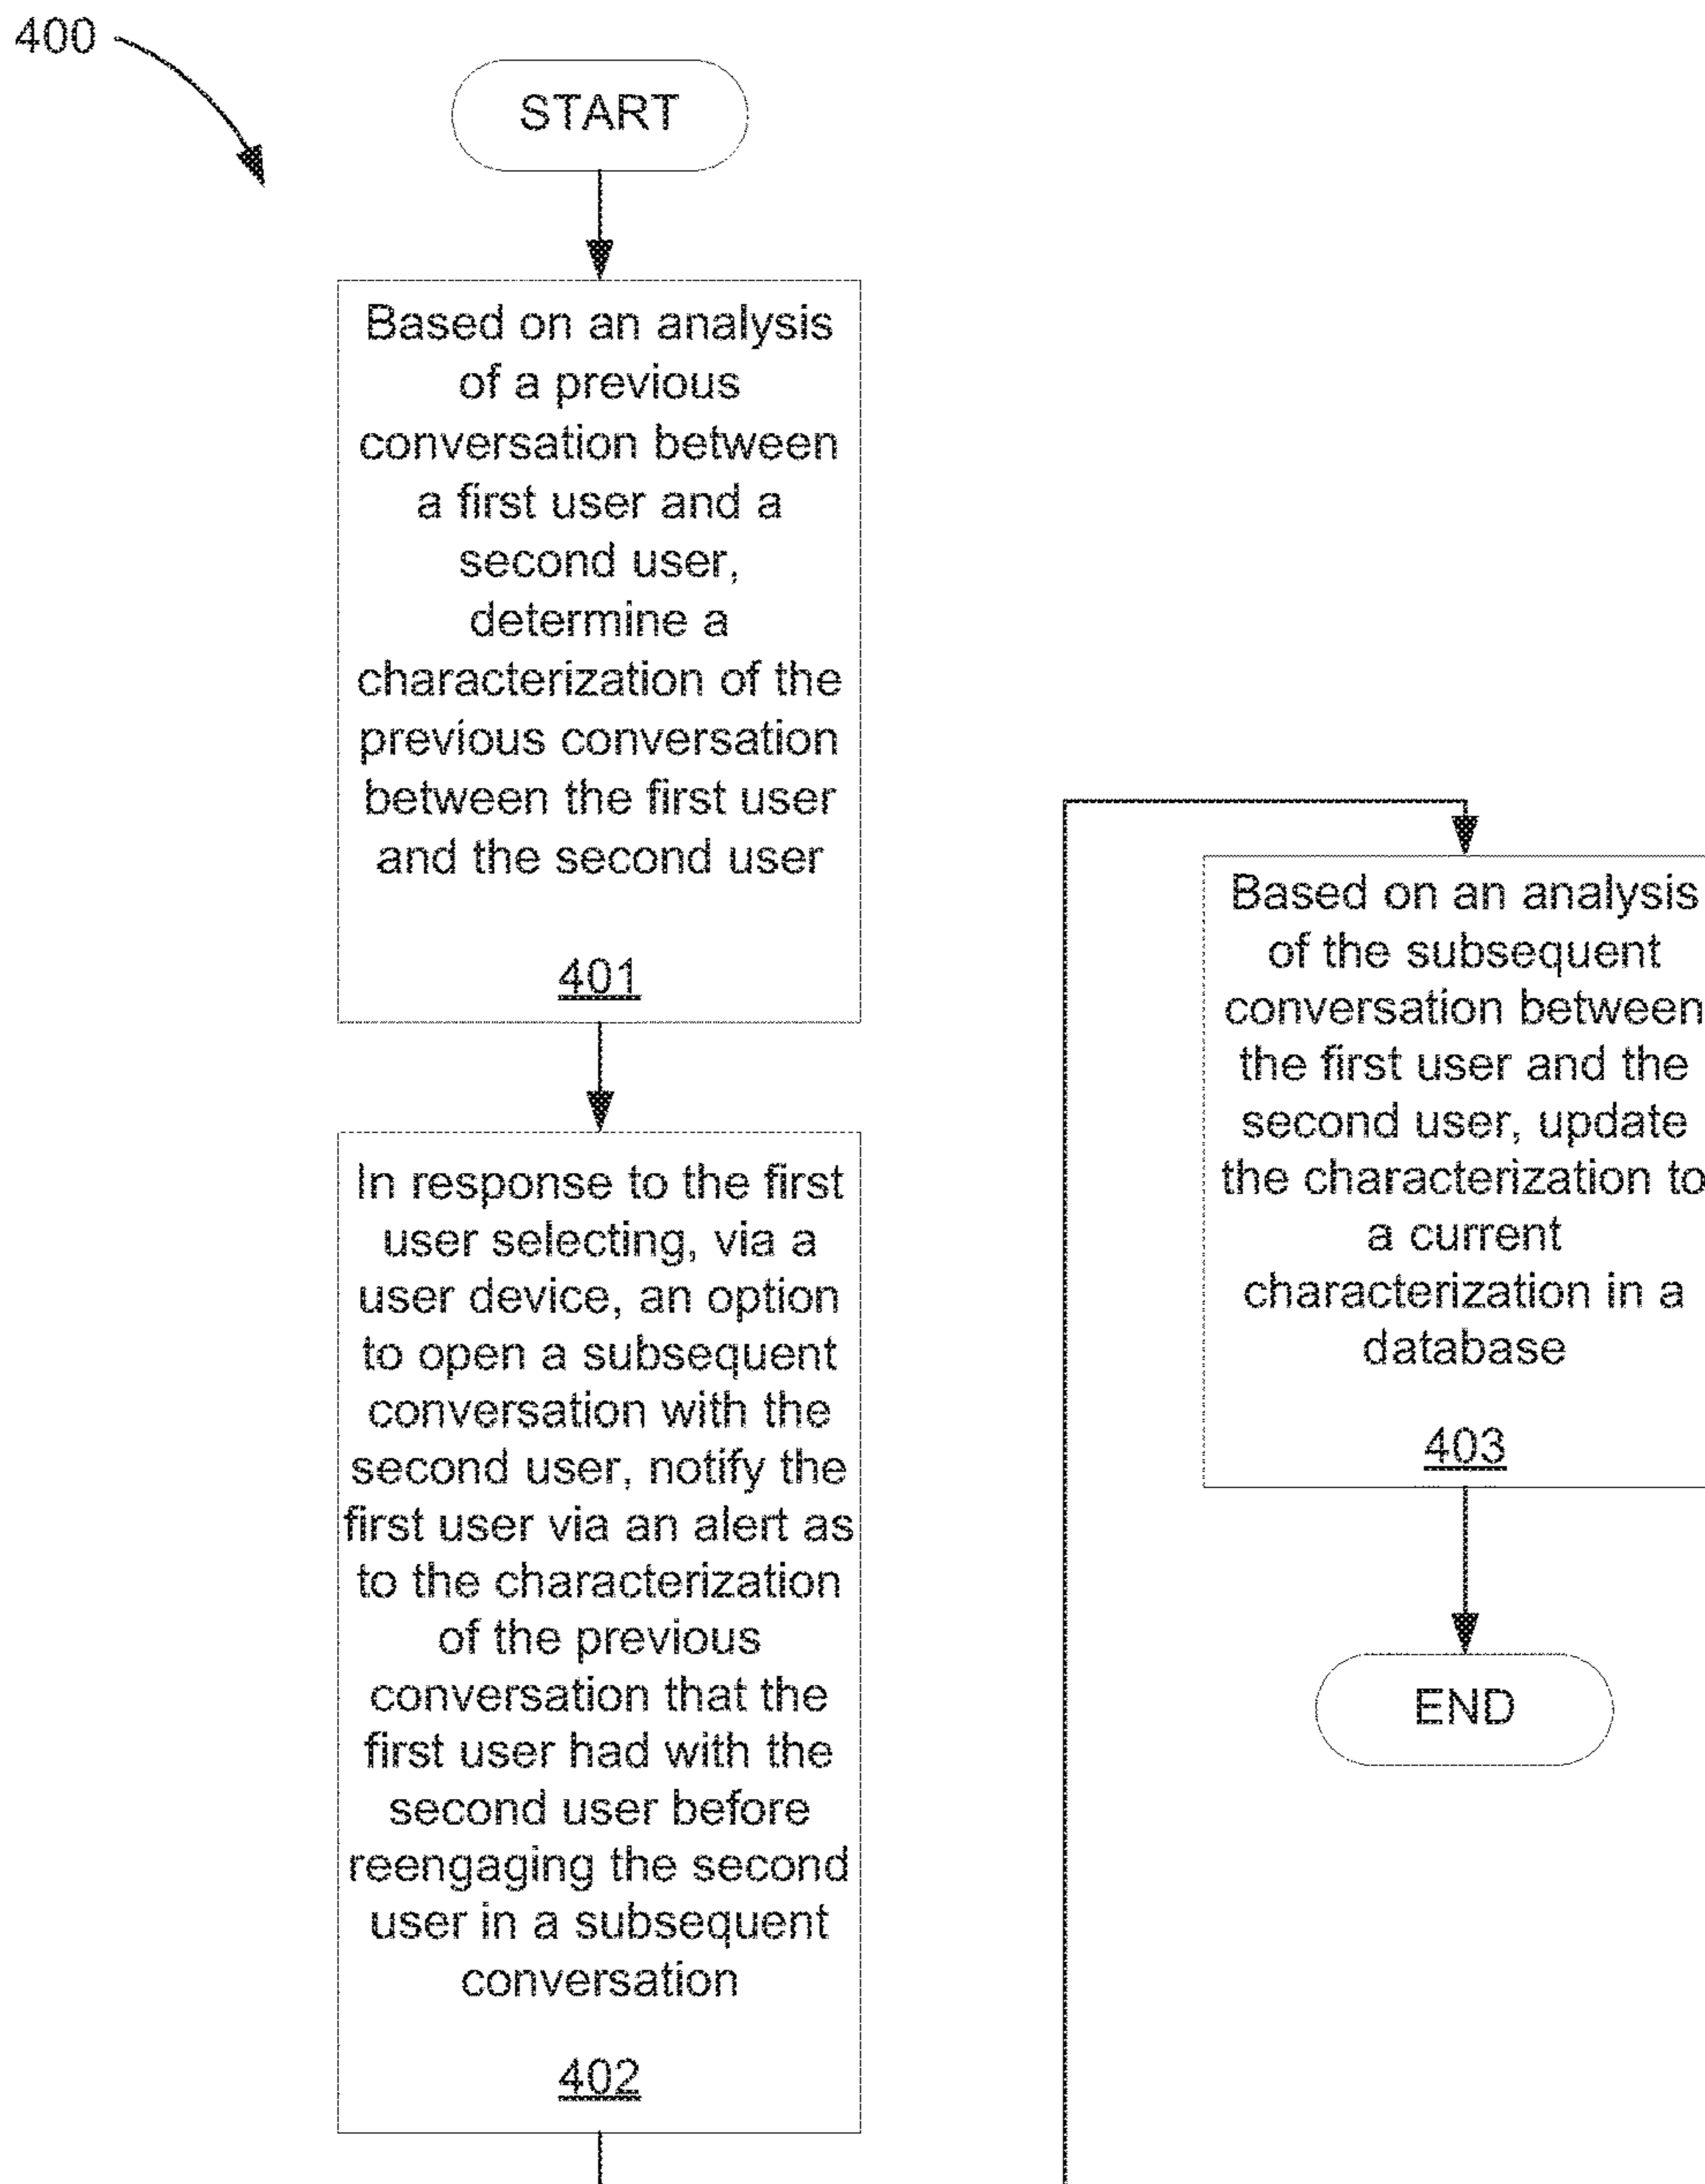 400
START
Based on an analysis
of a previous
conversation between
a first user and a
second user,
determine a
characterization of the
previous conversation
between the first user
and the second user
401
In response to the first
user selecting, via a
user device, an option
to open a subsequent
conversation with the
second user, notify the
first user via an alert as
to the characterization
of the previous
conversation that the
first user had with the
second user before
reengaging the second
user in a subsequent
conversation
402
Based on an analysis
of the subsequent
conversation between
the first user and the
second user, update
the characterization to
a current
characterization in a
database
403
END